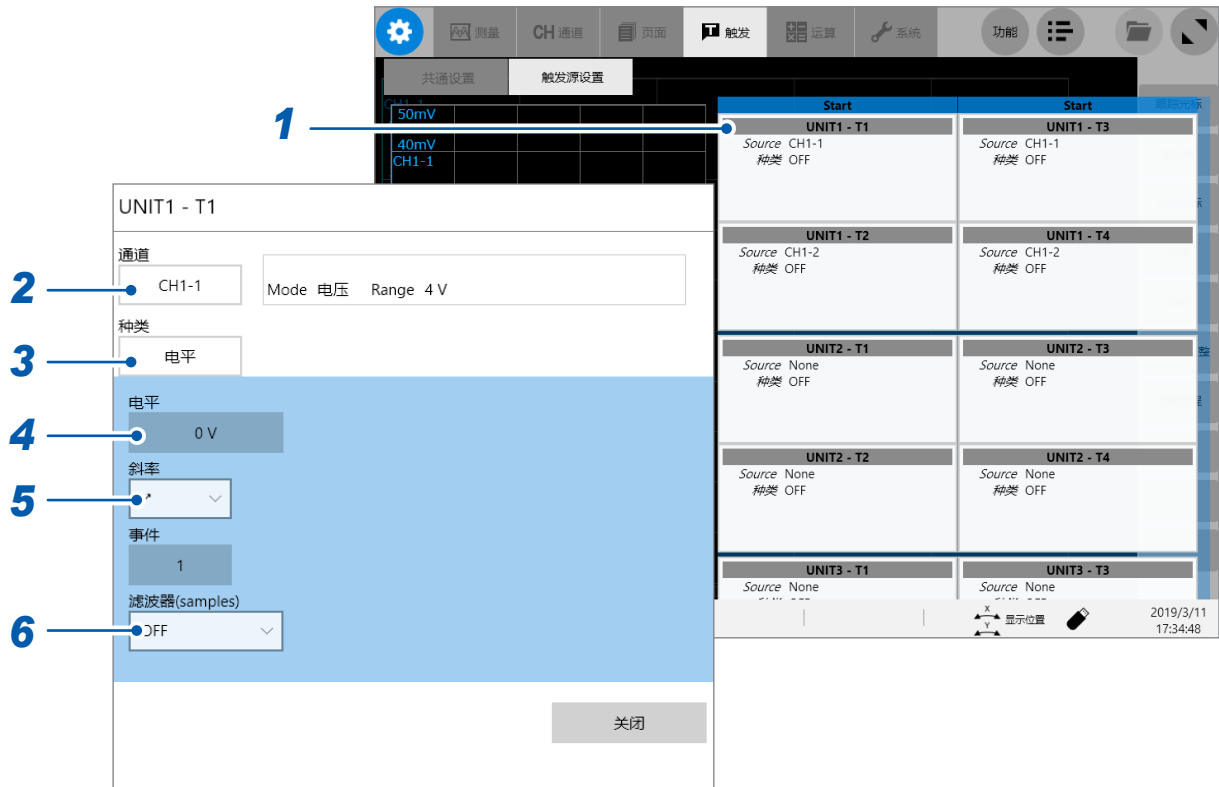 测量
CH 通道
页面
触发
运算
系统
功能
共通设置
触发源设置
CH1-1
50mV
40mV
CH1-1
跟踪光标
Start
Start
1
UNIT1 - T1
Source CH1-1
种类 OFF
UNIT1 - T3
Source CH1-1
种类 OFF
UNIT1 - T2
Source CH1-2
种类 OFF
UNIT1 - T4
Source CH1-2
种类 OFF
UNIT2 - T1
Source None
种类 OFF
UNIT2 - T3
Source None
种类 OFF
UNIT2 - T2
Source None
种类 OFF
UNIT2 - T4
Source None
种类 OFF
UNIT3 - T1
Source None
UNIT3 - T3
Source None
X
Y
显示位置
2019/3/11
17:34:48
UNIT1 - T1
通道
2
CH1-1
Mode 电压 Range 4 V
种类
3
电平
电平
4
0 V
斜率
5
事件
1
滤波器(samples)
6
OFF
关闭